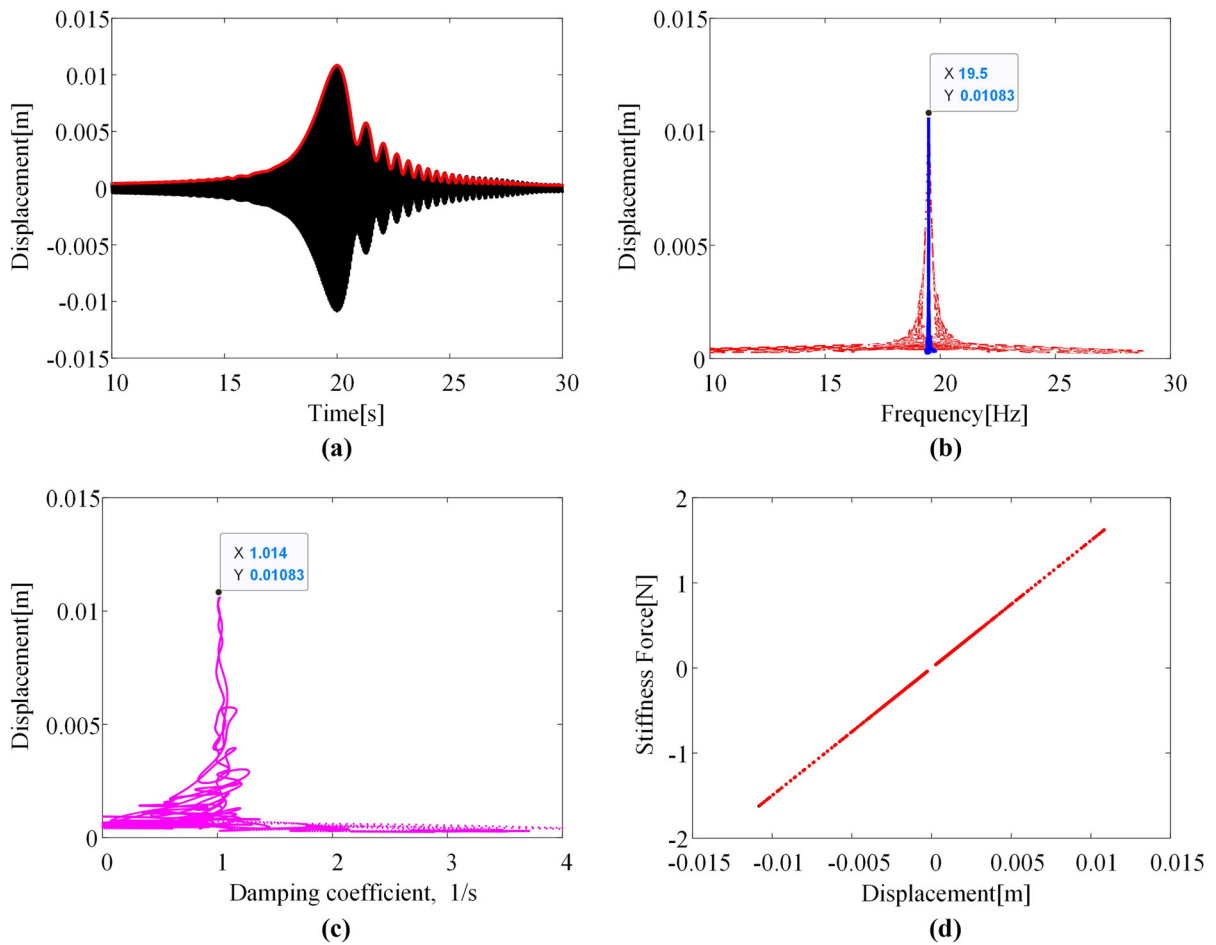 0.015
0.01
0.005
0
-0.005
-0.01
-0.015
Displacement[m]
10 15 20 25 30
Time[s]
(a)
0.015
0.01
0.005
0
Displacement[m]
X 19.5
Y 0.01083
10 15 20 25 30
Frequency[Hz]
(b)
0.015
0.01
0.005
0
Displacement[m]
X 1.014
Y 0.01083
0 1 2 3 4
Damping coefficient, 1/s
(c)
2
1
0
-1
-2
Stiffness Force[N]
-0.015 -0.01 -0.005 0 0.005 0.01 0.015
Displacement[m]
(d)